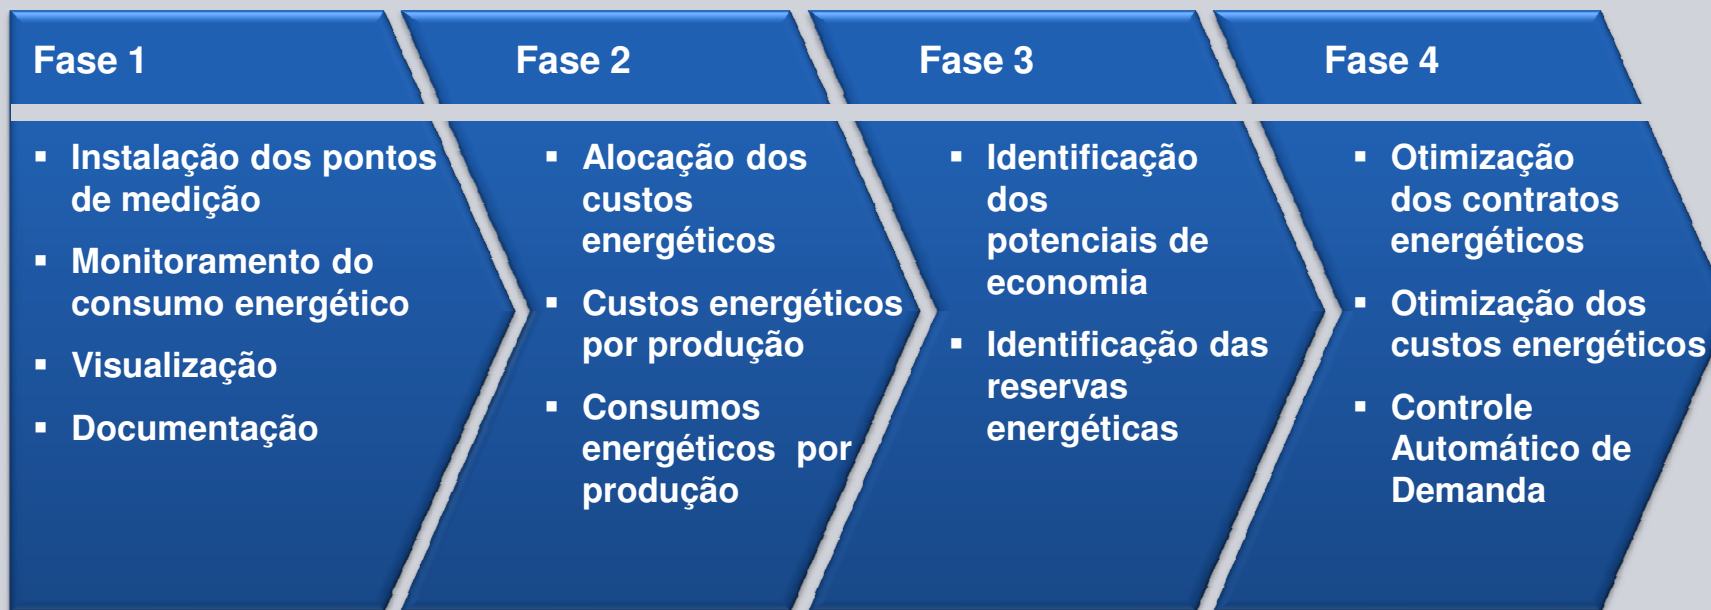 Fase 1
▪ Instalação dos pontos
de medição
▪ Monitoramento do
consumo energético
▪ Visualização
▪ Documentação
Fase 2
▪ Alocação dos
custos
energéticos
▪ Custos energéticos
por produção
▪ Consumos
energéticos por
produção
Fase 3
▪ Identificação
dos
potenciais de
economia
▪ Identificação das
reservas
energéticas
Fase 4
▪ Otimização
dos contratos
energéticos
▪ Otimização dos
custos energéticos
▪ Controle
Automático de
Demanda